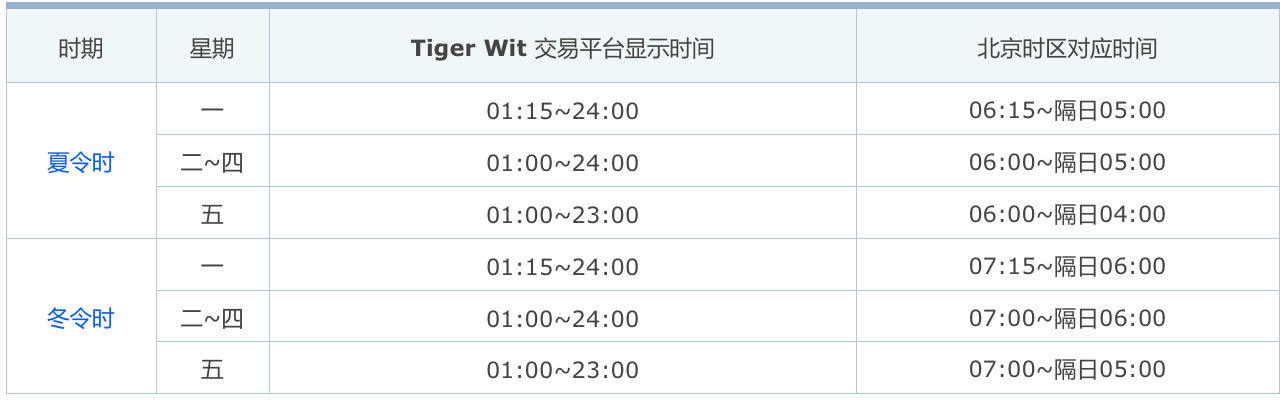 时期 星期 Tiger Wit 交易平台显示时间 北京时区对应时间
一 01:15~24:00 06:15~隔日05:00
夏令时 二~四 01:00~24:00 06:00~隔日05:00
五 01:00~23:00 06:00~隔日04:00
一 01:15~24:00 07:15~隔日06:00
冬令时 二~四 01:00~24:00 07:00~隔日06:00
五 01:00~23:00 07:00~隔日05:00